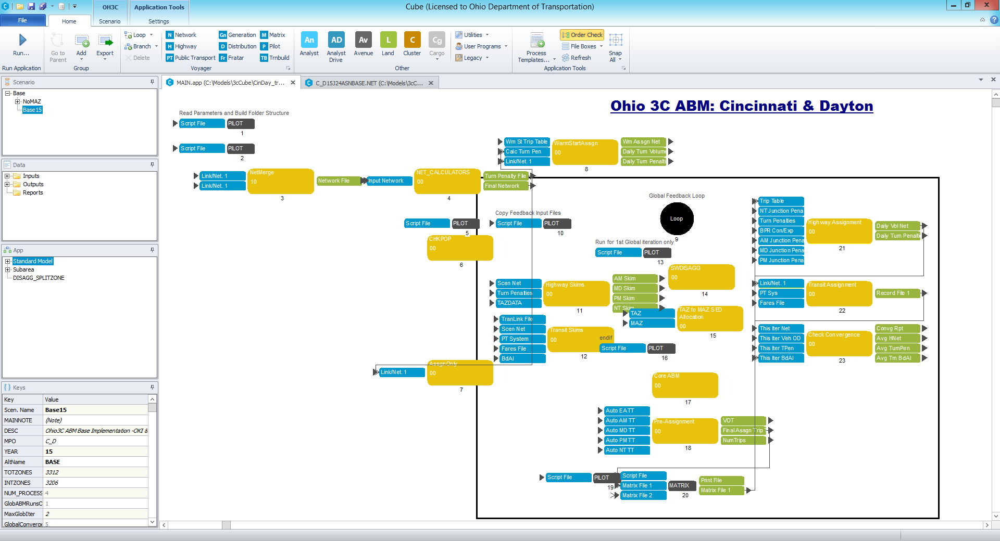 OH3C
Application Tools
Cube (Licensed to Ohio Department of Transportation)
File
Home
Scenario
Settings
Run...
Run Application
Go to Parent
Add
Export
Group
Loop
Branch
Delete
N Network
H Highway
PT Public Transport
Gn Generation
D Distribution
Fr Fratar
M Matrix
P Pilot
TB Trnbuild
Voyager
An Analyst
AD Analyst Drive
Av Avenue
L Land
C Cluster
Cg Cargo
Other
Utilities
User Programs
Legacy
Process Templates...
Order Check
File Boxes
Refresh
Snap All
Application Tools
Scenario
Base
NoMAZ
Base15
Data
Inputs
Outputs
Reports
App
Standard Model
Subarea
DISAGG_SPLITZONE
Keys
Key Value
Scen. Name Base15
MAINNOTE (Note)
DESC Ohio3C ABM Base Implementation -OKI &
MPO C_D
YEAR 15
AltName BASE
TOTZONES 3312
INTZONES 3206
NUM_PROCESS 4
GlobABMRunsC 1
MaxGlobIter 2
GlobalConverge 5
MAIN.app (C:\Models\3cCube\CinDay_tr...
C_D15J24ASNBASE.NET (C:\Models\3cC...
Ohio 3C ABM: Cincinnati & Dayton
Read Parameters and Build Folder Structure
Script File PILOT
1
Script File PILOT
2
Link/Net. 1
Link/Net. 1
NetMerge
10
3
Network File
Input Network
NET_CALCULATORS
00
4
Turn Penalty File
Final Network
Wm St Trip Table
Calc Turn Pen
Link/Net. 1
WarmStartAssgn
00
8
Wm Assgn Net
Daily Turn Volume
Daily Turn Penalti
Script File PILOT
5
CHKPOP
00
6
Copy Feedback Input Files
Script File PILOT
10
Global Feedback Loop
Loop
9
Run for 1st Global iteration only
Script File PILOT
13
SWDISAGG
00
14
Scen Net
Turn Penalties
TAZDATA
Highway Skims
00
11
AM Skim
MD Skim
PM Skim
NT Skim
TAZ
MAZ
TAZ to MAZ SED
Allocation
00
15
TranLink File
Scen Net
PT System
Fares File
BdAl
Transit Skims
00
12
endif
Script File PILOT
16
Link/Net. 1
AssgnOnly
00
7
Core ABM
00
17
Auto EA TT
Auto AM TT
Auto MD TT
Auto PM TT
Auto NT TT
Pre-Assignment
00
18
VOT
Final Assgn Trip
NumTrips
Script File PILOT
19
Script File
Matrix File 1
Matrix File 2
MATRIX
20
Print File
Matrix File 1
Trip Table
NT Junction Pena
Turn Penalties
BPR Con/Exp
AM Junction Pena
MD Junction Pena
PM Junction Pena
Highway Assignment
00
21
Daily Vol Net
Daily Turn Penalti
Link/Net. 1
PT Sys
Fares File
Transit Assignment
00
22
Record File 1
This Iter Net
This Iter Veh OD
This Iter TPen
This Iter BdAl
Check Convergence
00
23
Convg Rpt
Avg HNet
Avg TurnPen
Avg Trn BdAl